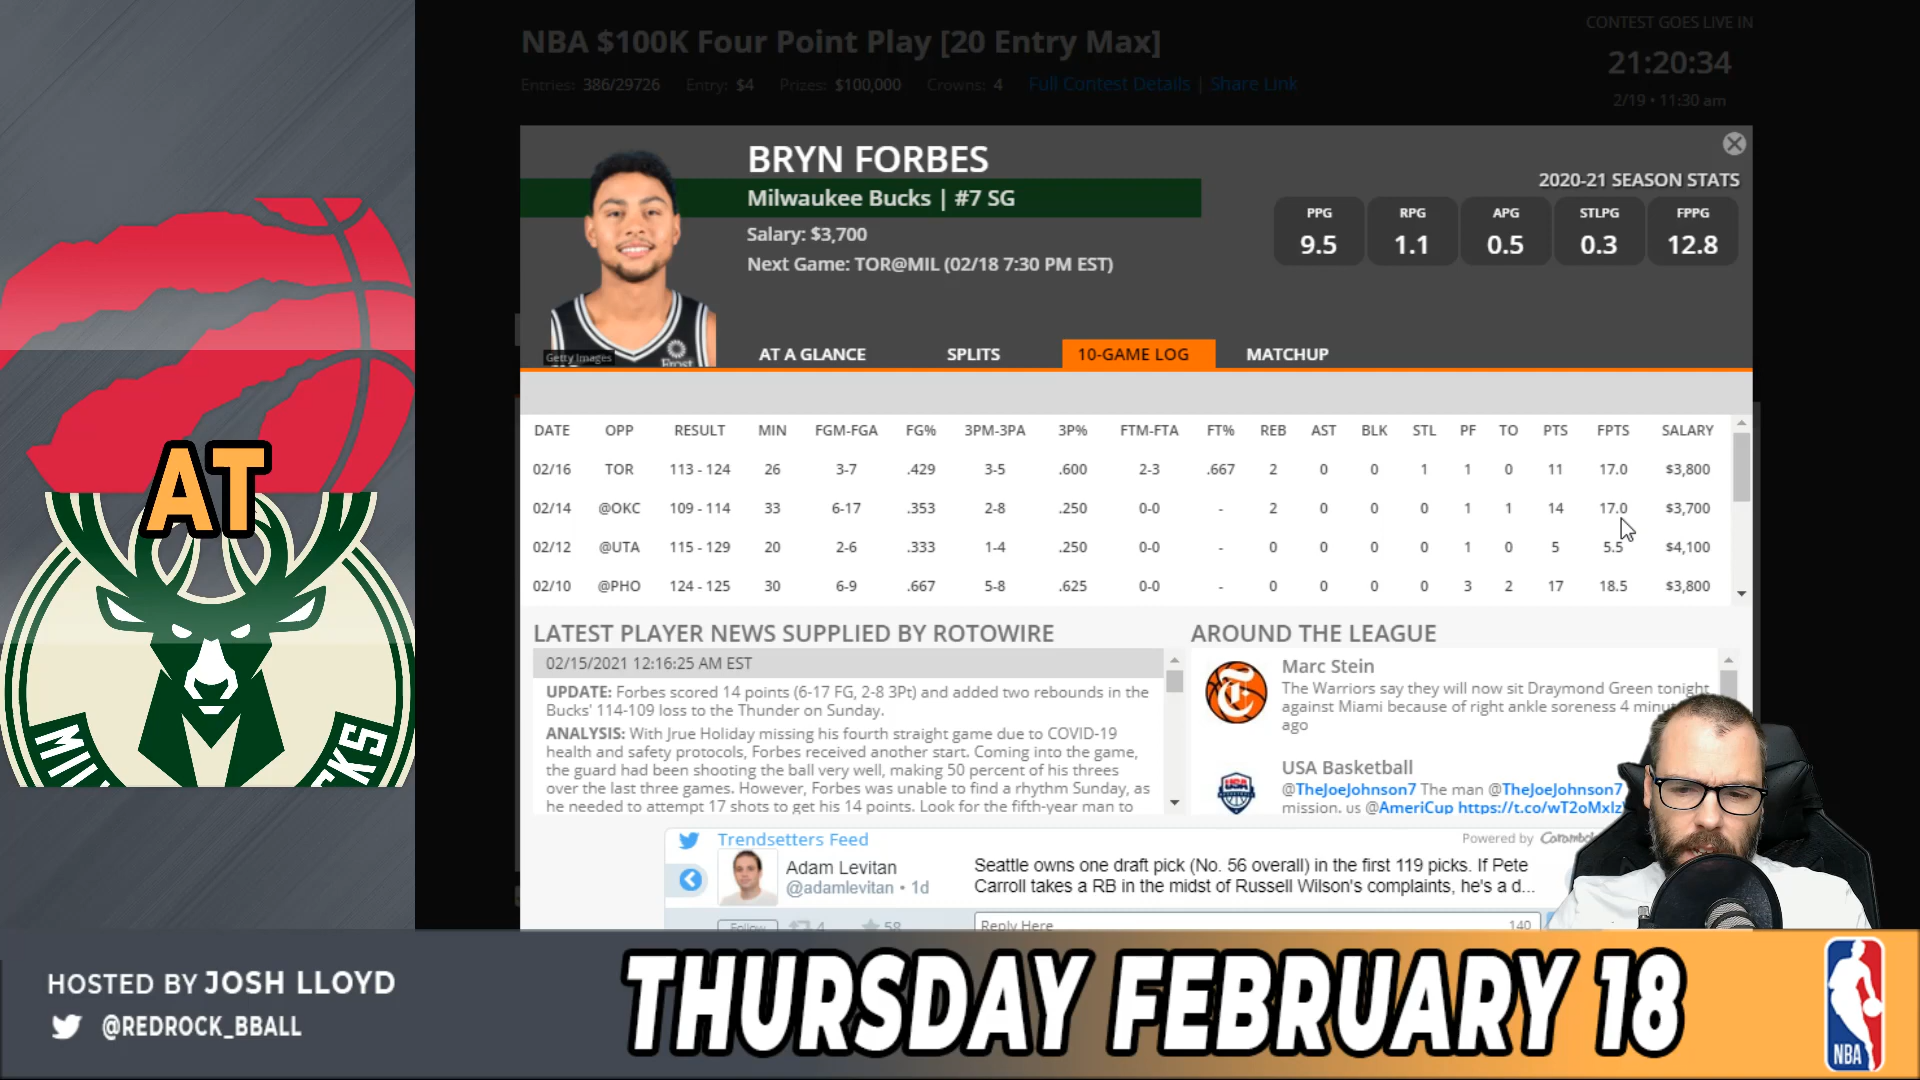 NBA $100K Four Point Play [20 Entry Max]
Entries: 386/29726 Entry: $4 Prizes: $100,000 Crowns: 4 Full Contest Details | Share Link
CONTEST GOES LIVE IN
21:20:34
2/19 • 11:30 am
BRYN FORBES
Milwaukee Bucks | #7 SG
Salary: $3,700
Next Game: TOR@MIL (02/18 7:30 PM EST)
Getty Images
Frost
2020-21 SEASON STATS
PPG RPG APG STLPG FPPG
9.5 1.1 0.5 0.3 12.8
AT A GLANCE SPLITS 10-GAME LOG MATCHUP
DATE OPP RESULT MIN FGM-FGA FG% 3PM-3PA 3P% FTM-FTA FT% REB AST BLK STL PF TO PTS FPTS SALARY
02/16 TOR 113 - 124 26 3-7 .429 3-5 .600 2-3 .667 2 0 0 1 1 0 11 17.0 $3,800
02/14 @OKC 109 - 114 33 6-17 .353 2-8 .250 0-0 - 2 0 0 0 1 1 14 17.0 $3,700
02/12 @UTA 115 - 129 20 2-6 .333 1-4 .250 0-0 - 0 0 0 0 1 0 5 5.5 $4,100
02/10 @PHO 124 - 125 30 6-9 .667 5-8 .625 0-0 - 0 0 0 0 3 2 17 18.5 $3,800
LATEST PLAYER NEWS SUPPLIED BY ROTOWIRE
02/15/2021 12:16:25 AM EST
UPDATE: Forbes scored 14 points (6-17 FG, 2-8 3Pt) and added two rebounds in the
Bucks' 114-109 loss to the Thunder on Sunday.
ANALYSIS: With Jrue Holiday missing his fourth straight game due to COVID-19
health and safety protocols, Forbes received another start. Coming into the game,
the guard had been shooting the ball very well, making 50 percent of his threes
over the last three games. However, Forbes was unable to find a rhythm Sunday, as
he needed to attempt 17 shots to get his 14 points. Look for the fifth-year man to
AROUND THE LEAGUE
Marc Stein
The Warriors say they will now sit Draymond Green tonight
against Miami because of right ankle soreness 4
ago
USA Basketball
@TheJoeJohnson7 The man @TheJoeJohnson7
mission. us @AmeriCup
Trendsetters Feed
Powered by
Adam Levitan
@adamlevitan • 1d
Seattle owns one draft pick (No. 56 overall) in the first 119 picks. If Pete
Carroll takes a RB in the midst of Russell Wilson's complaints, he's a d...
Follow 4 58
Reply Here 140
AT
HOSTED BY JOSH LLOYD
@REDROCK_BBALL
THURSDAY FEBRUARY 18
NBA